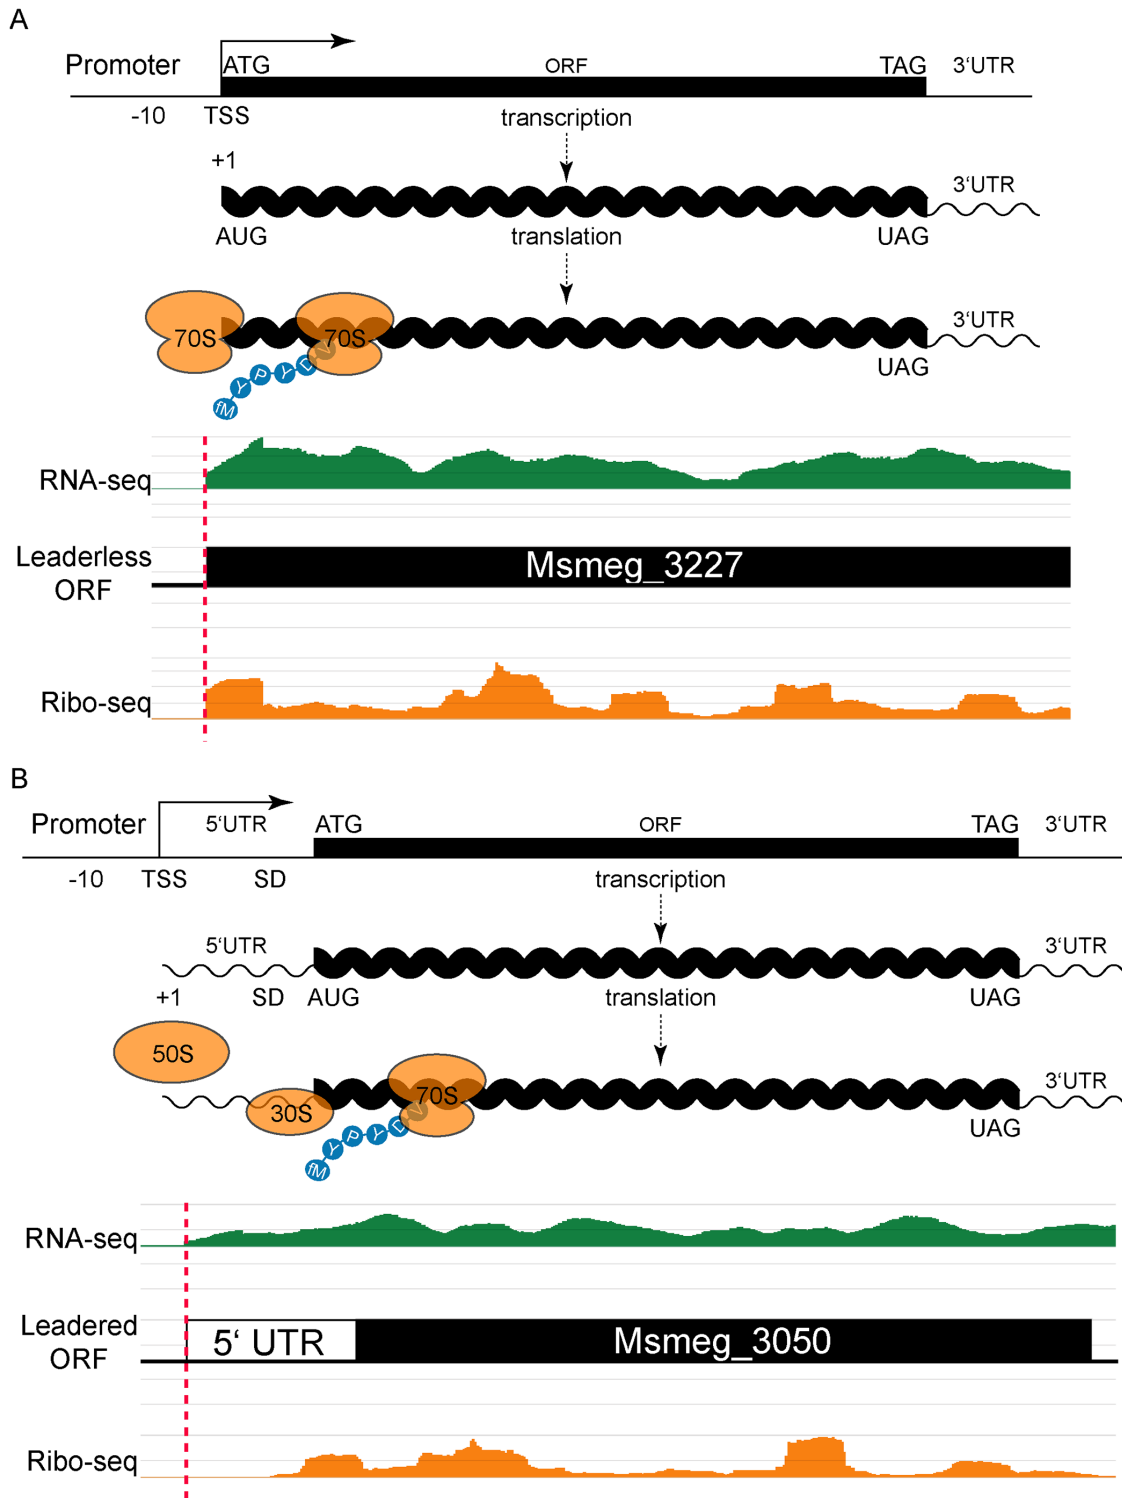 A
Promoter ATG ORF TAG 3‘UTR
-10 TSS transcription
+1
3‘UTR
AUG translation UAG
70S 70S 3‘UTR
UAG
fM Y P Y D V
RNA-seq
Leaderless
ORF
Msmeg_3227
Ribo-seq
B
Promoter 5‘UTR ATG ORF TAG 3‘UTR
-10 TSS SD transcription
5‘UTR 3‘UTR
+1 SD AUG translation UAG
50S
30S 70S 3‘UTR
UAG
fM Y P Y D V
RNA-seq
Leadered
ORF
5‘ UTR Msmeg_3050
Ribo-seq